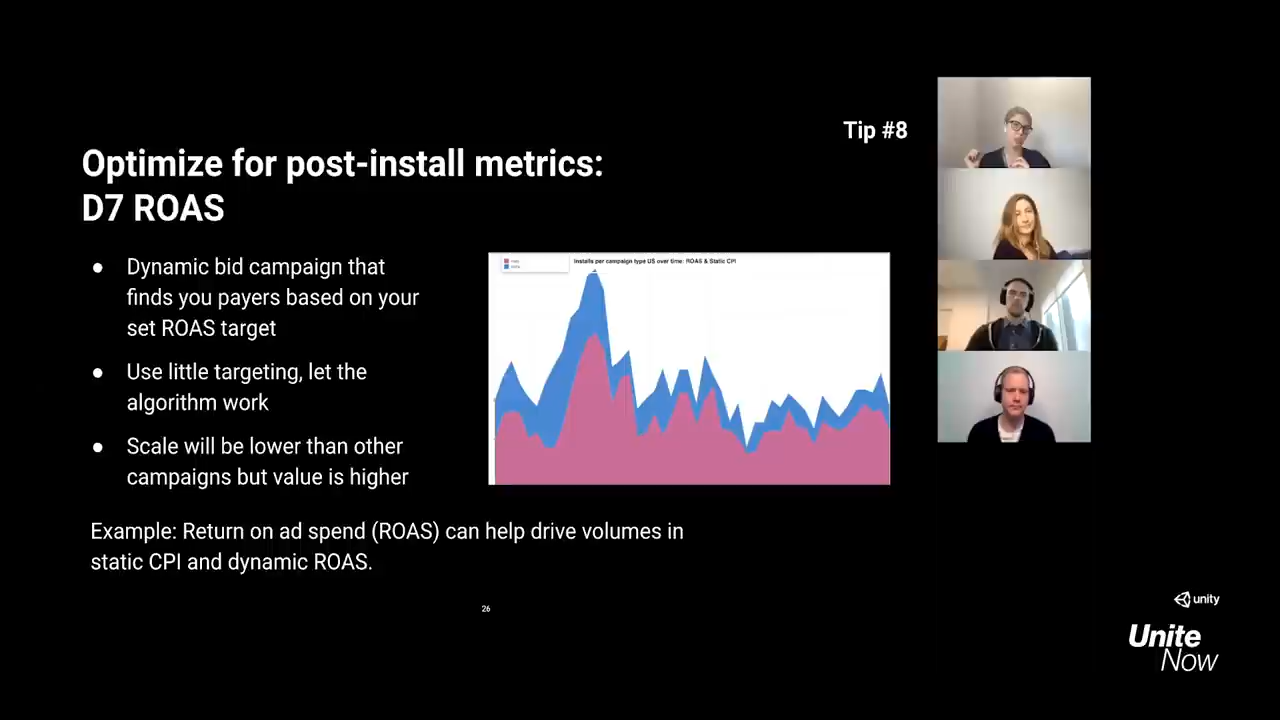 Tip #8
Optimize for post-install metrics:
D7 ROAS
● Dynamic bid campaign that
finds you payers based on your
set ROAS target
● Use little targeting, let the
algorithm work
● Scale will be lower than other
campaigns but value is higher
Installs per campaign type US over time: ROAS & Static CPI
Example: Return on ad spend (ROAS) can help drive volumes in
static CPI and dynamic ROAS.
26
unity
Unite
Now